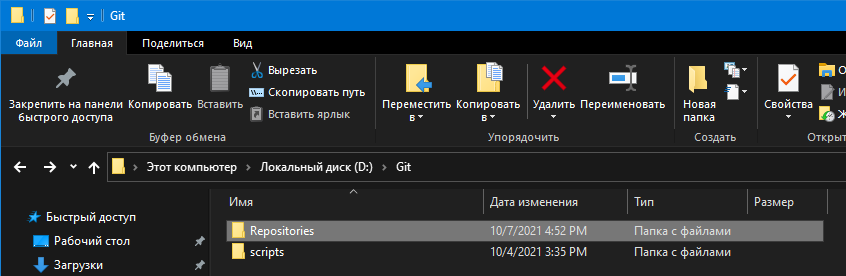 Git
Файл Главная Поделиться Вид
Закрепить на панели быстрого доступа
Копировать
Вставить
Вырезать
Скопировать путь
Вставить ярлык
Буфер обмена
Переместить в
Копировать в
Удалить
Переименовать
Упорядочить
Новая папка
Создать
Свойства
Этот компьютер Локальный диск (D:) Git
Имя Дата изменения Тип Размер
Быстрый доступ
Рабочий стол
Загрузки
Repositories 10/7/2021 4:52 PM Папка с файлами
scripts 10/4/2021 3:35 PM Папка с файлами